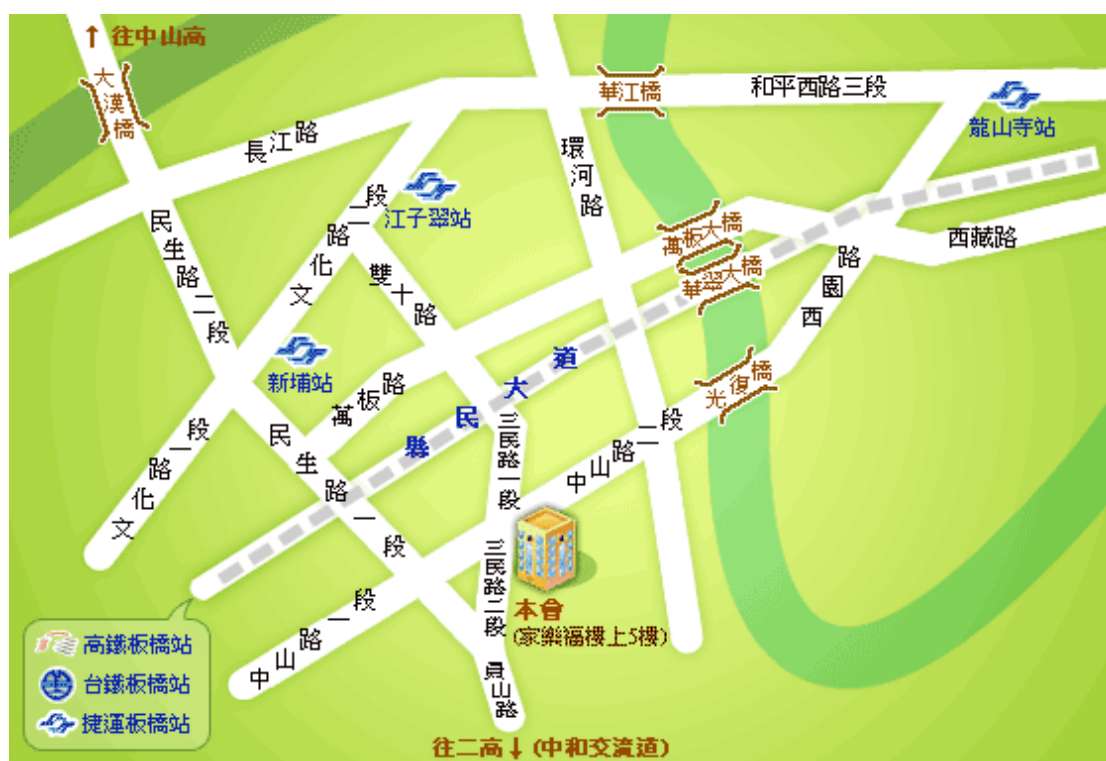 ↑ 往中山高
大漢橋
長江路
華江橋
和平西路三段
龍山寺站
環河路
江子翠站
文化路二段
民生路二段
雙十路
萬板大橋
華翠大橋
西藏路
西園路
新埔站
萬板路
縣民大道
光復橋
文化路一段
民生路一段
三民路一段
中山路二段
三民路二段
本會
(家樂福樓上5樓)
中山路一段
員山路
高鐵板橋站
台鐵板橋站
捷運板橋站
往二高↓(中和交流道)